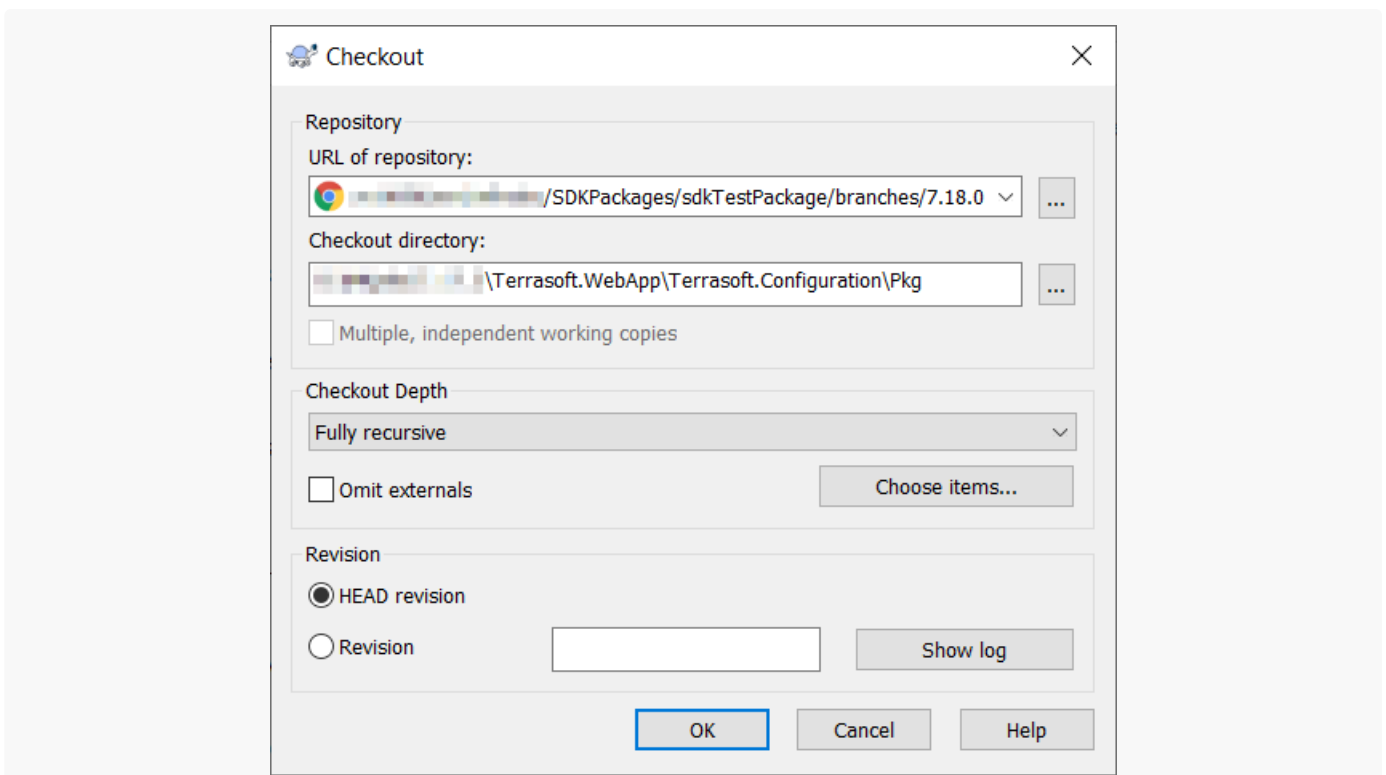 Checkout
Repository
URL of repository:
/SDKPackages/sdkTestPackage/branches/7.18.0
...
Checkout directory:
\Terrasoft.WebApp\Terrasoft.Configuration\Pkg
...
Multiple, independent working copies
Checkout Depth
Fully recursive
Omit externals
Choose items...
Revision
HEAD revision
Revision
Show log
OK
Cancel
Help